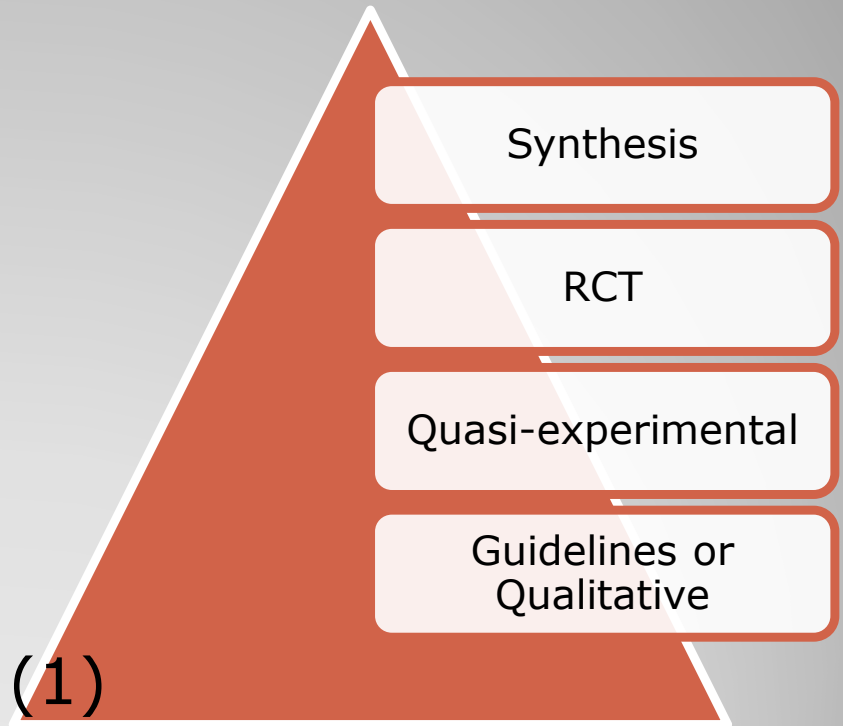 Synthesis
RCT
Quasi-experimental
Guidelines or
Qualitative
(1)